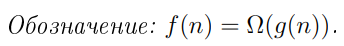 Обозначение: f(n) = Ω(g(n)).